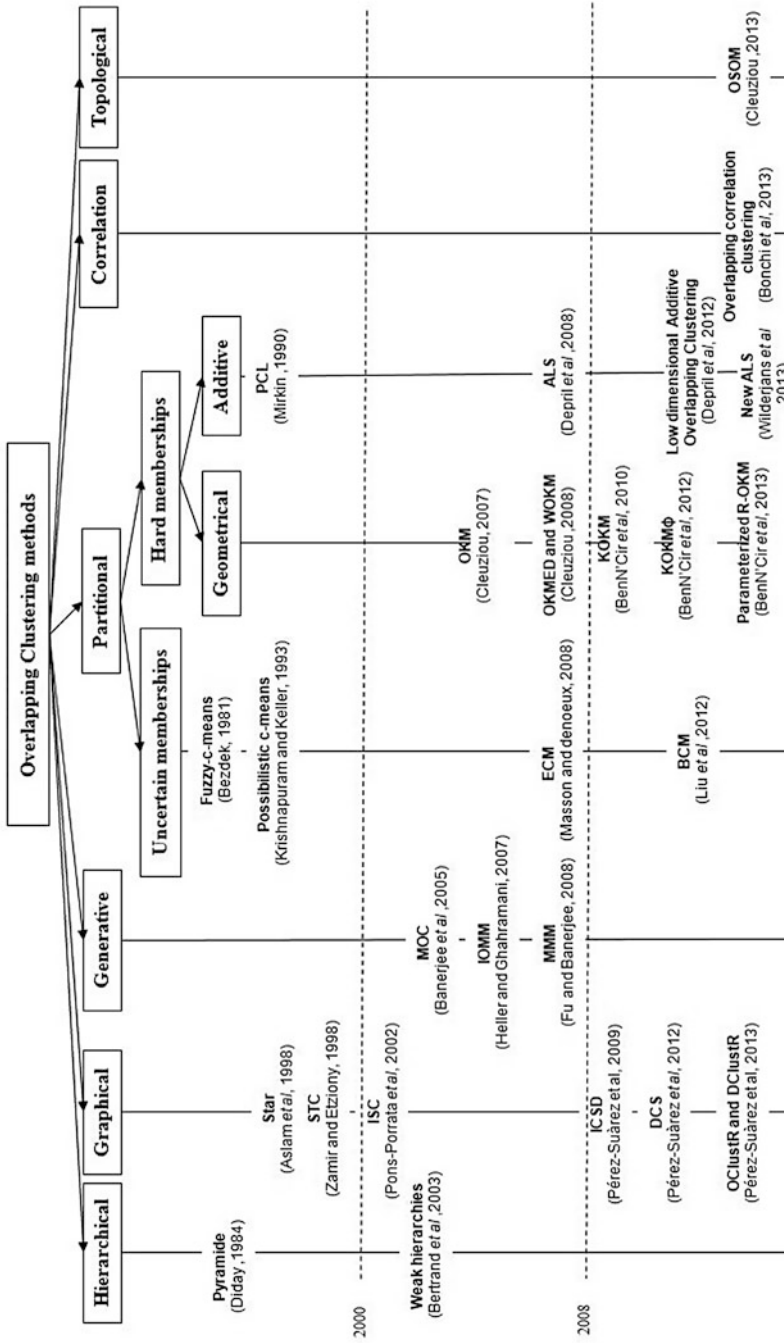 Overlapping Clustering methods
Hierarchical
Graphical
Generative
Partitional
Correlation
Topological
Uncertain memberships
Hard memberships
Geometrical
Additive
Pyramide
(Diday ,1984)
2000
Weak hierarchies
(Bertrand et al ,2003)
2008
Star
(Aslam et al, 1998)
STC
(Zamir and Etziony, 1998)
ISC
(Pons-Porrata et al, 2002)
ICSD
(Pérez-Suàrez et al, 2009)
DCS
(Pérez-Suàrez et al, 2012)
OClustR and DClustR
(Pérez-Suàrez et al, 2013)
MOC
(Banerjee et al ,2005)
IOMM
(Heller and Ghahramani, 2007)
MMM
(Fu and Banerjee, 2008)
Fuzzy-c-means
(Bezdek, 1981)
Possibilistic c-means
(Krishnapuram and Keller, 1993)
ECM
(Masson and denoeux, 2008)
BCM
(Liu et al ,2012)
OKM
(Cleuziou, 2007)
OKMED and WOKM
(Cleuziou, 2008)
KOKM
(BenN'Cir et al, 2010)
KOKMΦ
(BenN'Cir et al, 2012)
Parameterized R-OKM
(BenN'Cir et al, 2013)
PCL
(Mirkin ,1990)
ALS
(Depril et al ,2008)
Low dimensional Additive
Overlapping Clustering
(Depril et al, 2012)
New ALS
(Wilderjans et al
2013)
Overlapping correlation
clustering
(Bonchi et al, 2013)
OSOM
(Cleuziou ,2013)